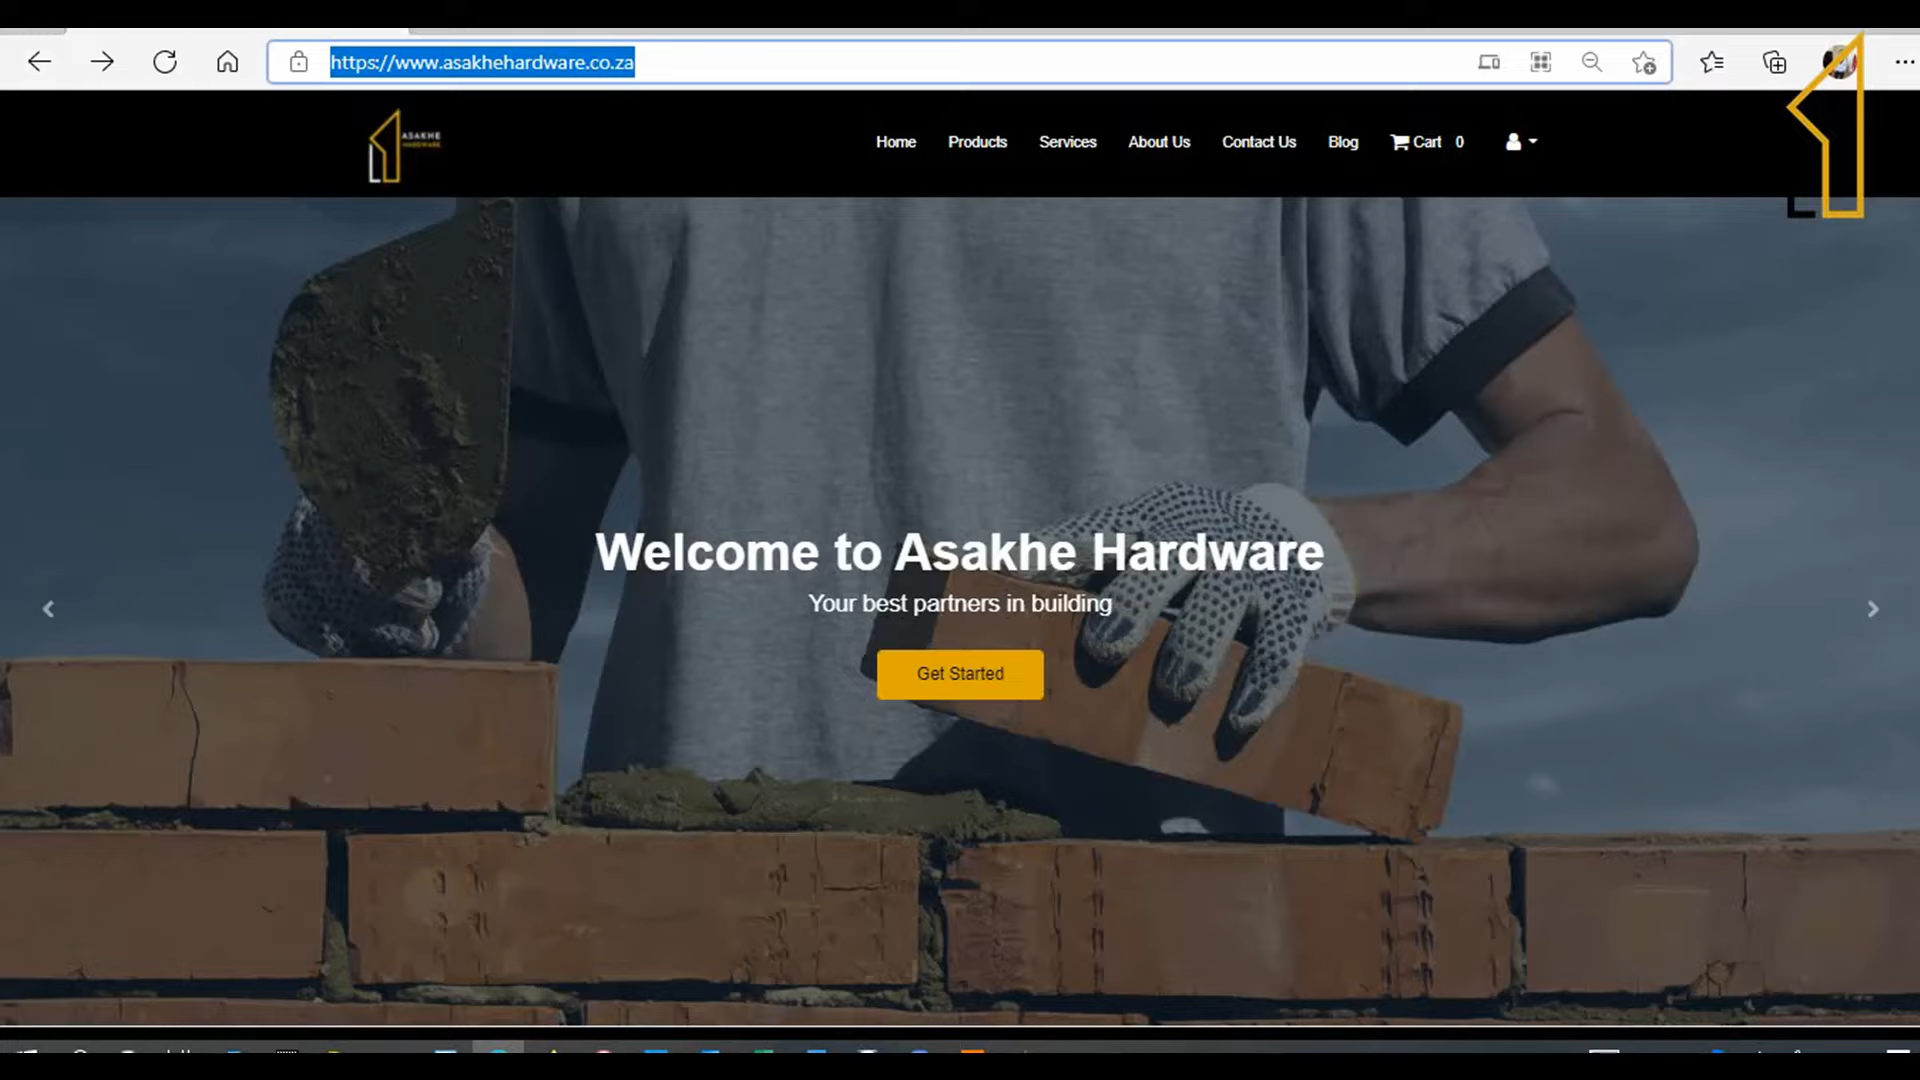 https://www.asakhehardware.co.za
ASAKHE
HARDWARE
Home
Products
Services
About Us
Contact Us
Blog
Cart 0
Welcome to Asakhe Hardware
Your best partners in building
Get Started